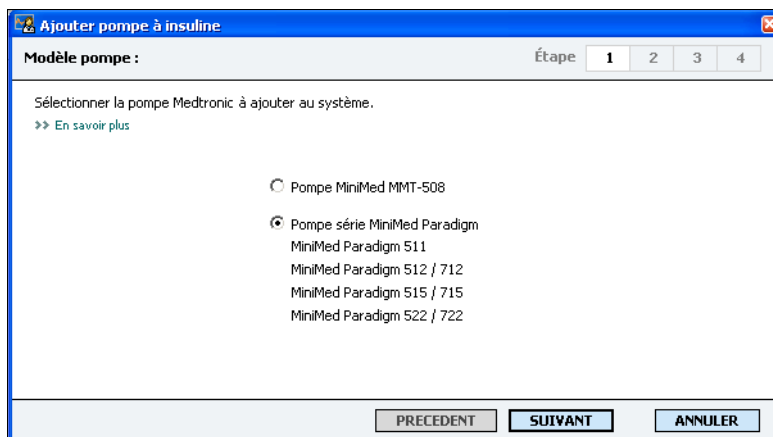 Ajouter pompe à insuline
Modèle pompe :
Étape 1 2 3 4
Sélectionner la pompe Medtronic à ajouter au système.
>> En savoir plus
Pompe MiniMed MMT-508
Pompe série MiniMed Paradigm
MiniMed Paradigm 511
MiniMed Paradigm 512 / 712
MiniMed Paradigm 515 / 715
MiniMed Paradigm 522 / 722
PRECEDENT SUIVANT ANNULER